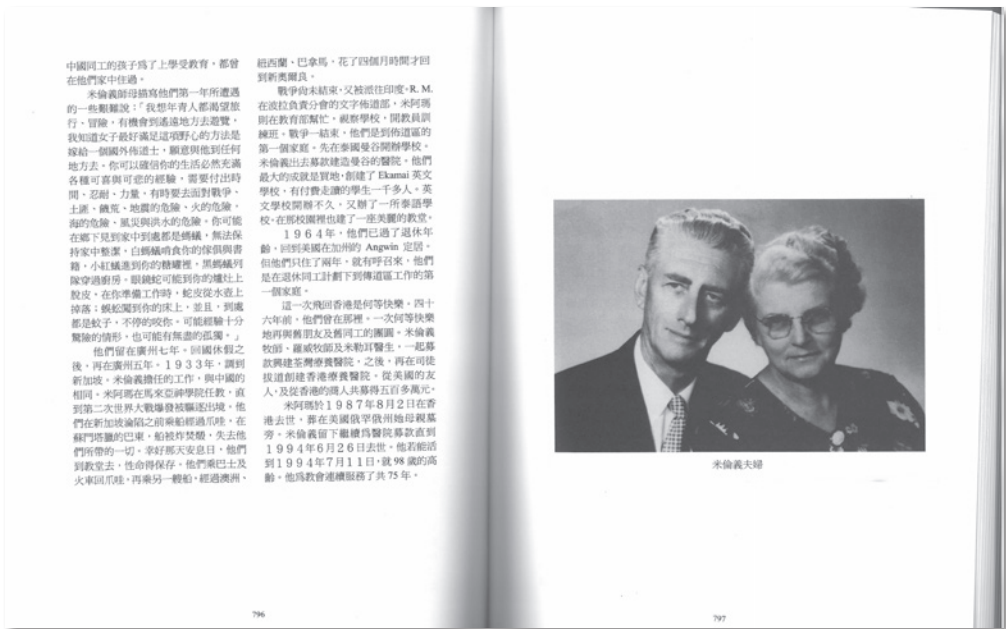 中國同工的孩子為了上學受教育，都曾
在他們家中住過。
米倫義師母描寫他們第一年所遭遇
的一些艱難說：「我想年青人都渴望旅
行、冒險，有機會到遙遠地方去遊覽，
我知道女子最好滿足這項野心的方法是
嫁給一個國外佈道士，願意與他到任何
地方去。你可以確信你的生活必然充滿
各種可喜與可悲的經驗，需要付出時
間、忍耐、力量，有時要去面對戰爭、
土匪、饑荒、地震的危險、火的危險，
海的危險、風災與洪水的危險。你可能
在鄉下見到家中到處都是螞蟻，無法保
持家中整潔，白螞蟻啃食你的傢俱與書
籍，小紅蟻進到你的糖罐裡，黑螞蟻列
隊穿過廚房。眼鏡蛇可能到你的爐灶上
脫皮，在你準備工作時，蛇皮從水壺上
掉落；蜈蚣闖到你的床上，並且，到處
都是蚊子，不停的咬你。可能經驗十分
驚險的情形，也可能有無盡的孤獨。」
他們留在廣州七年。回國休假之
後，再在廣州五年。１９３３年，調到
新加坡。米倫義擔任的工作，與中國的
相同。米阿瑪在馬來亞神學院任教，直
到第二次世界大戰爆發被驅逐出境，他
們在新加坡淪陷之前乘船經過爪哇，在
蘇門塔臘的巴東，船被炸焚燬，失去他
們所帶的一切。幸好那天安息日，他們
到教堂去，性命得保存。他們乘巴士及
火車回爪哇，再乘另一艘船，經過澳洲、
紐西蘭、巴拿馬，花了四個月時間才回
到新奧爾良。
戰爭尚未結束，又被派往印度，R. M.
在波拉負責分會的文字佈道部，米阿瑪
則在教育部幫忙，視察學校，開教員訓
練班。戰爭一結束，他們是到佈道區的
第一個家庭。先在泰國曼谷開辦學校。
米倫義出去募款建造曼谷的醫院。他們
最大的成就是買地，創建了 Ekamai 英文
學校，有付費走讀的學生一千多人。英
文學校開辦不久，又辦了一所泰語學
校。在那校園裡也建了一座美麗的教堂。
１９６４年，他們已過了退休年
齡，回到美國在加州的 Angwin 定居。
但他們只住了兩年，就有呼召來，他們
是在退休同工計劃下到傳道區工作的第
一個家庭。
這一次飛回香港是何等快樂。四十
六年前，他們曾在那裡。一次何等快樂
地再與舊朋友及舊同工的團圓。米倫義
牧師、羅威牧師及米勒耳醫生，一起募
款興建荃灣療養醫院。之後，再在司徒
拔道創建香港療養醫院。從美國的友
人，及從香港的商人共募得五百多萬元。
米阿瑪於１９８７年８月２日在香
港去世，葬在美國俄罕俄州她母親墓
旁。米倫義留下繼續為醫院募款直到
１９９４年６月２６日去世。他若能活
到１９９４年７月１１日，就 98 歲的高
齡。他為教會連續服務了共 75 年。
796
米倫義夫婦
797